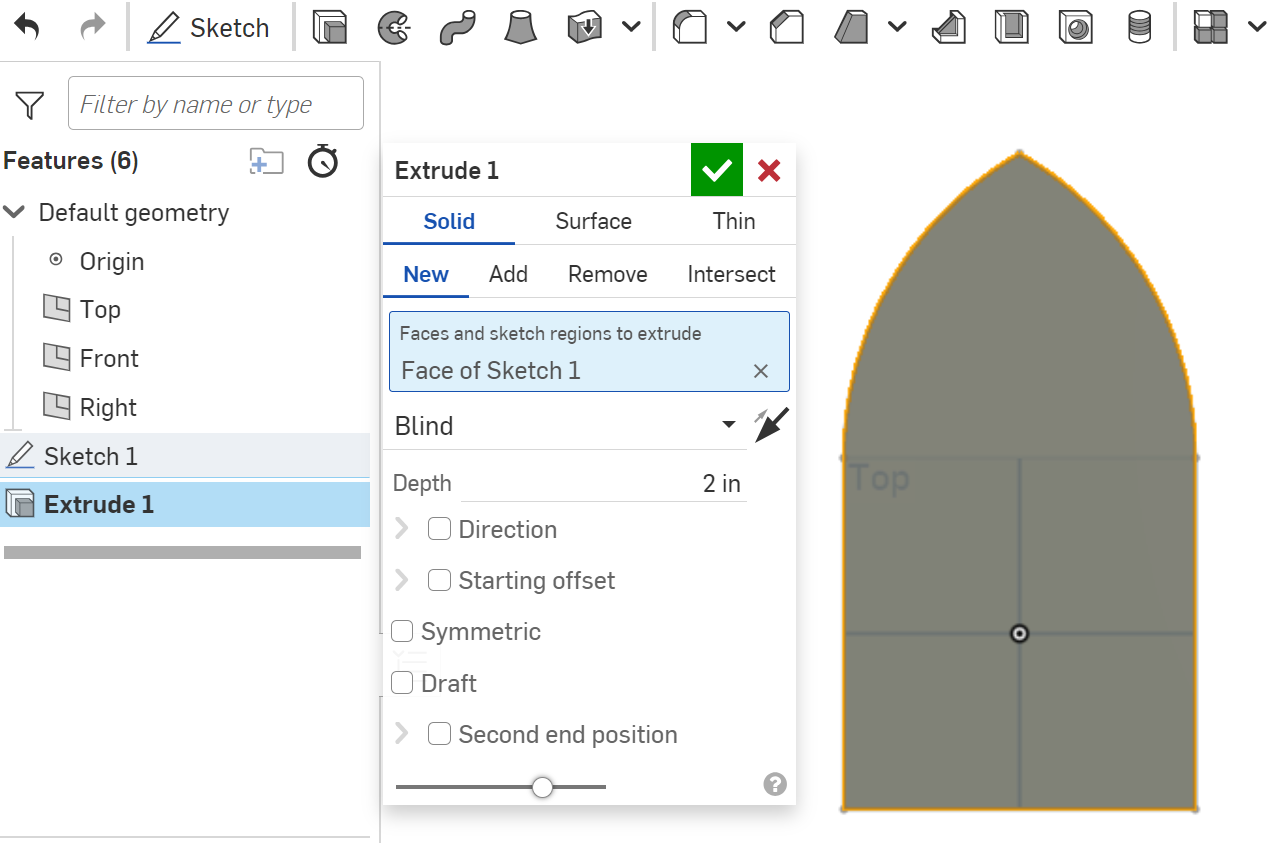 Sketch
Filter by name or type
Features (6)
Default geometry
Origin
Top
Front
Right
Sketch 1
Extrude 1
Extrude 1
Solid Surface Thin
New Add Remove Intersect
Faces and sketch regions to extrude
Face of Sketch 1
Blind
Depth 2 in
Direction
Starting offset
Symmetric
Draft
Second end position
?
Top